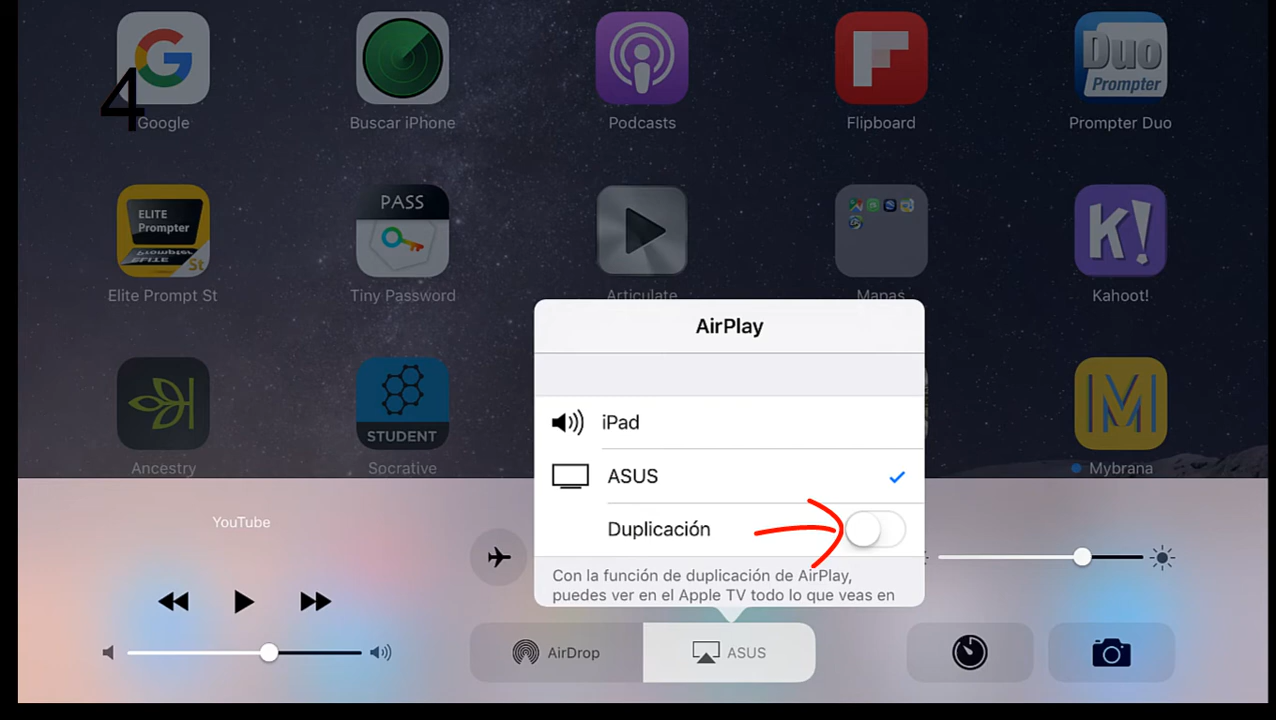 4
Google
Buscar iPhone
Podcasts
Flipboard
Duo
Prompter
Prompter Duo
ELITE
Prompter
St
PASS
K!
Elite Prompt St
Tiny Password
Articulate
Mapas
Kahoot!
STUDENT
M
Ancestry
Socrative
Mybrana
AirPlay
iPad
ASUS
Duplicación
Con la función de duplicación de AirPlay,
puedes ver en el Apple TV todo lo que veas en
YouTube
AirDrop
ASUS